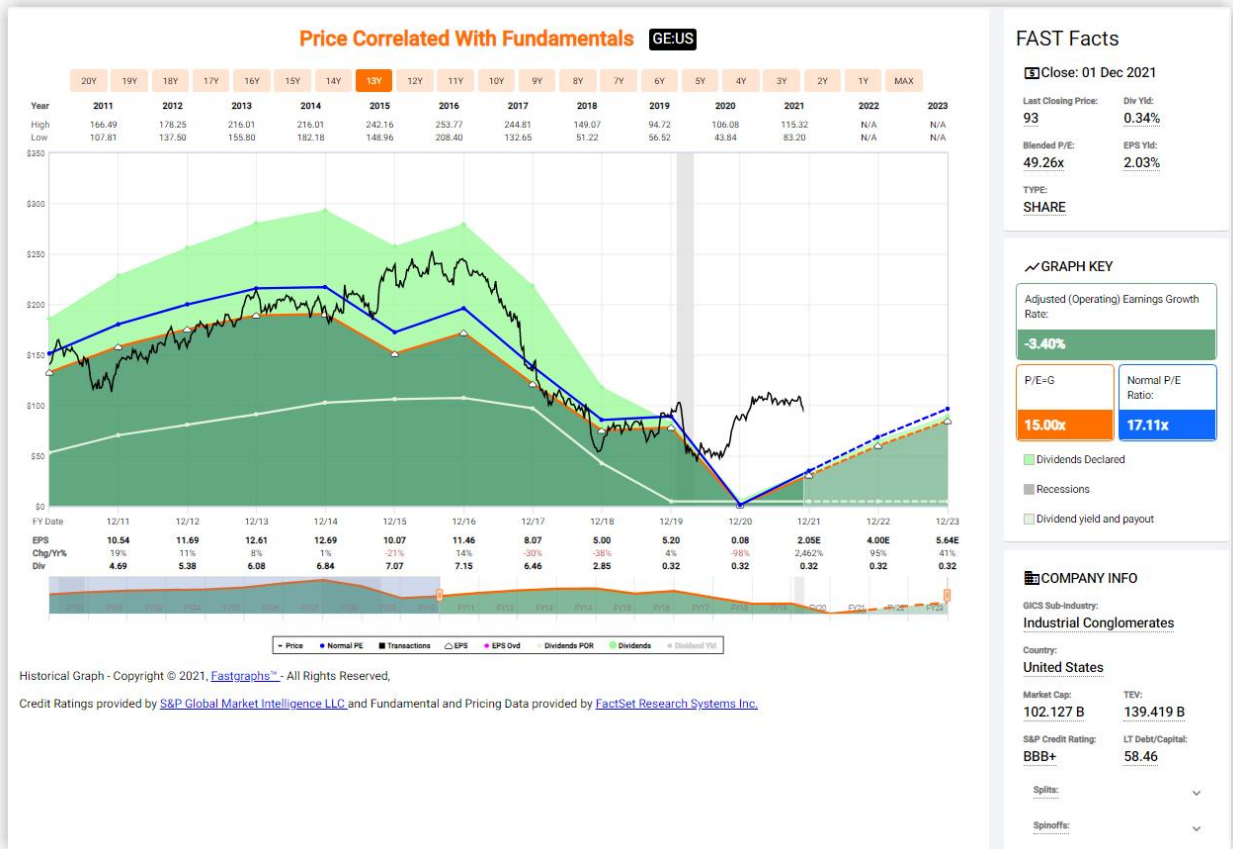 Price Correlated With Fundamentals GE:US
20Y 19Y 18Y 17Y 16Y 15Y 14Y 13Y 12Y 11Y 10Y 9Y 8Y 7Y 6Y 5Y 4Y 3Y 2Y 1Y MAX
Year 2011 2012 2013 2014 2015 2016 2017 2018 2019 2020 2021 2022 2023
High 166.49 178.25 216.01 216.01 242.16 253.77 244.81 149.07 94.72 106.08 115.32 N/A N/A
Low 107.81 137.50 155.80 182.18 148.96 208.40 132.65 51.22 56.52 43.84 83.20 N/A N/A
$350
$300
$250
$200
$150
$100
$50
$0
FY Date 12/11 12/12 12/13 12/14 12/15 12/16 12/17 12/18 12/19 12/20 12/21 12/22 12/23
EPS 10.54 11.69 12.61 12.69 10.07 11.46 8.07 5.00 5.20 0.08 2.05E 4.00E 5.64E
Chg/Yr% 19% 11% 8% 1% -21% 14% -30% -38% 4% -98% 2,462% 95% 41%
Div 4.69 5.38 6.08 6.84 7.07 7.15 6.46 2.85 0.32 0.32 0.32 0.32 0.32
FY11 FY12 FY13 FY14 FY15 FY16 FY17 FY18 FY19 FY20 FY21 FY22 FY23
Price Normal PE Transactions EPS EPS Ovd Dividends POR Dividends Dividend Yld
Historical Graph - Copyright © 2021, Fastgraphs™ - All Rights Reserved,
Credit Ratings provided by S&P Global Market Intelligence LLC and Fundamental and Pricing Data provided by FactSet Research Systems Inc.
FAST Facts
Close: 01 Dec 2021
Last Closing Price: Div Yld:
93 0.34%
Blended P/E: EPS Yld:
49.26x 2.03%
TYPE:
SHARE
GRAPH KEY
Adjusted (Operating) Earnings Growth
Rate:
-3.40%
P/E=G Normal P/E
Ratio:
15.00x 17.11x
Dividends Declared
Recessions
Dividend yield and payout
COMPANY INFO
GICS Sub-industry:
Industrial Conglomerates
Country:
United States
Market Cap: TEV:
102.127 B 139.419 B
S&P Credit Rating: LT Debt/Capital:
BBB+ 58.46
Splits:
Spinoffs: